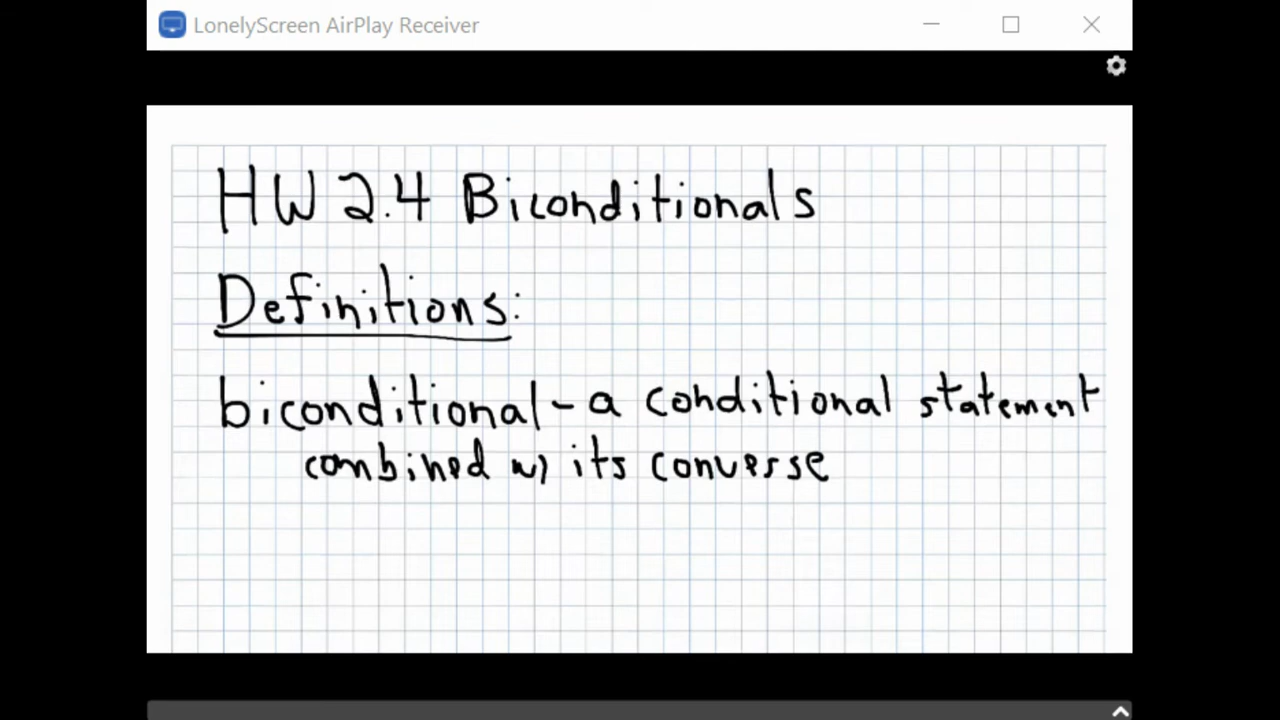 LonelyScreen AirPlay Receiver
HW 2.4 Biconditionals
Definitions:
biconditional - a conditional statement
combined w/ its converse